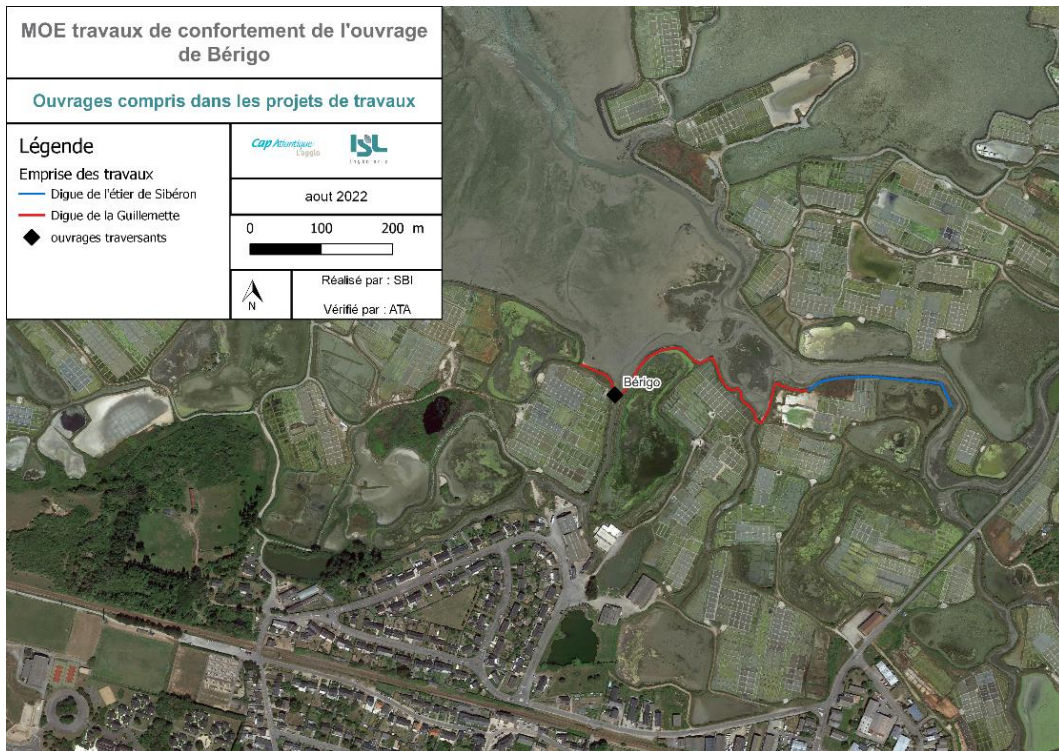 MOE travaux de confortement de l'ouvrage
de Bérigo
Ouvrages compris dans les projets de travaux
Légende
Emprise des travaux
Digue de l'étier de Sibéron
Digue de la Guillemette
ouvrages traversants
Cap Atlantique
L'agglo
ISL
Ingénierie
aout 2022
0 100 200 m
N
Réalisé par : SBI
Vérifié par : ATA
Bérigo